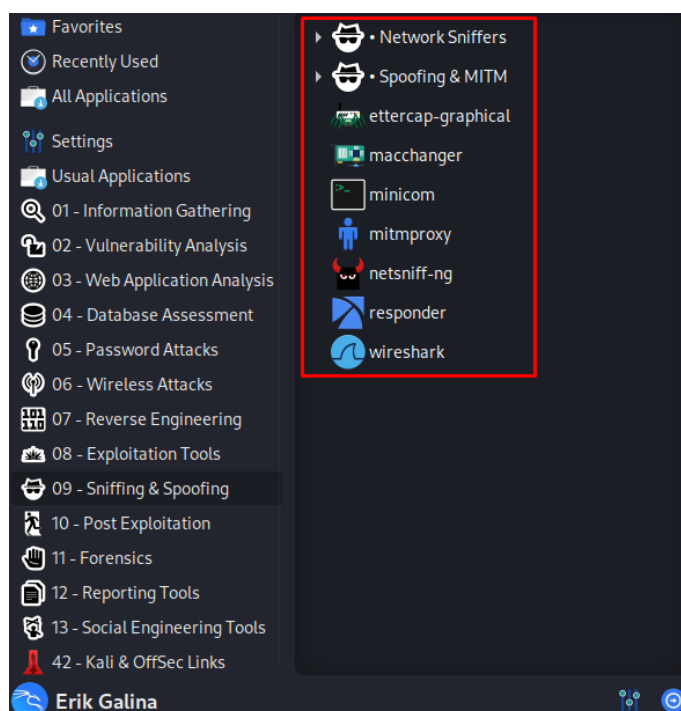 Favorites
Recently Used
All Applications
Settings
Usual Applications
01 - Information Gathering
02 - Vulnerability Analysis
03 - Web Application Analysis
04 - Database Assessment
05 - Password Attacks
06 - Wireless Attacks
07 - Reverse Engineering
08 - Exploitation Tools
09 - Sniffing & Spoofing
10 - Post Exploitation
11 - Forensics
12 - Reporting Tools
13 - Social Engineering Tools
42 - Kali & OffSec Links
Erik Galina
• Network Sniffers
• Spoofing & MITM
ettercap-graphical
macchanger
minicom
mitmproxy
netsniff-ng
responder
wireshark